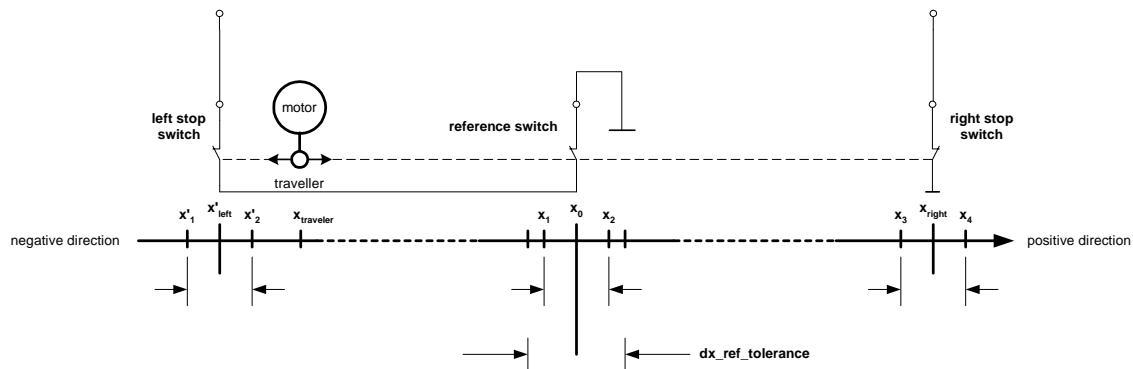 motor
left stop
switch
reference switch
right stop
switch
traveller
x'1
x'left
x'2
xtraveler
x1
x0
x2
x3
xright
x4
negative direction
positive direction
dx_ref_tolerance